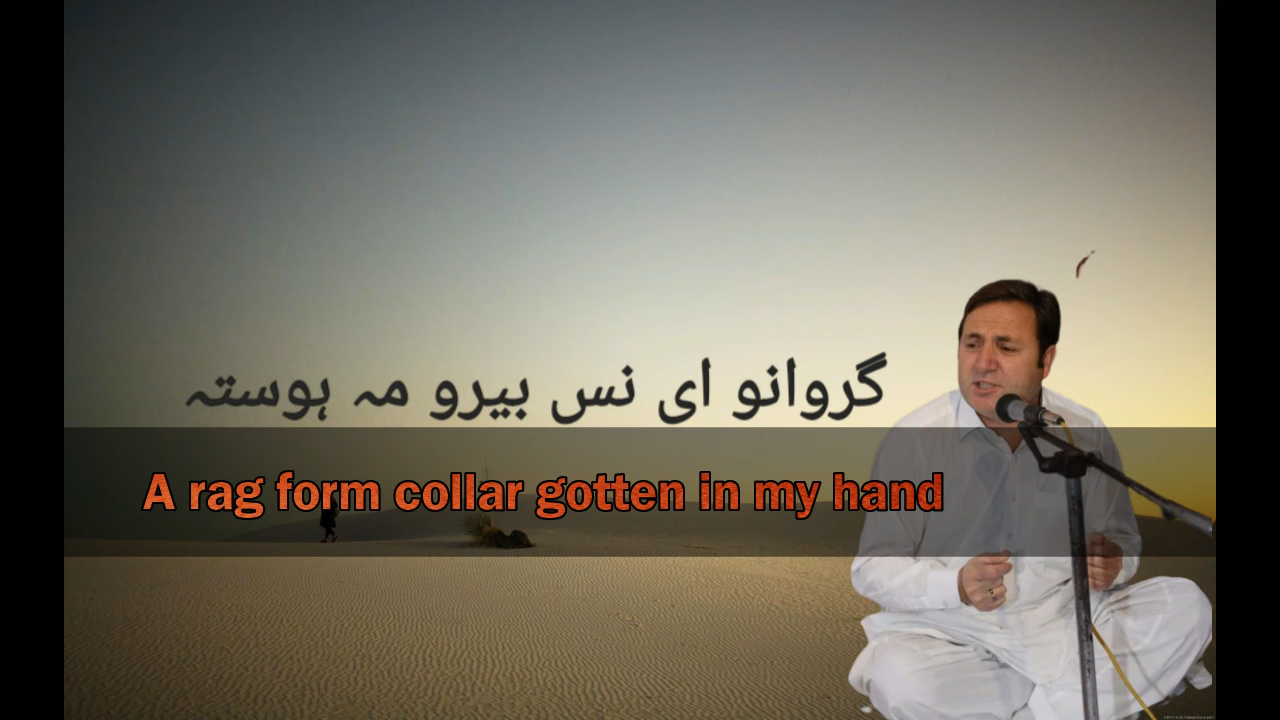 گروانو ای نس بیرو مہ ہوستہ
A rag form collar gotten in my hand